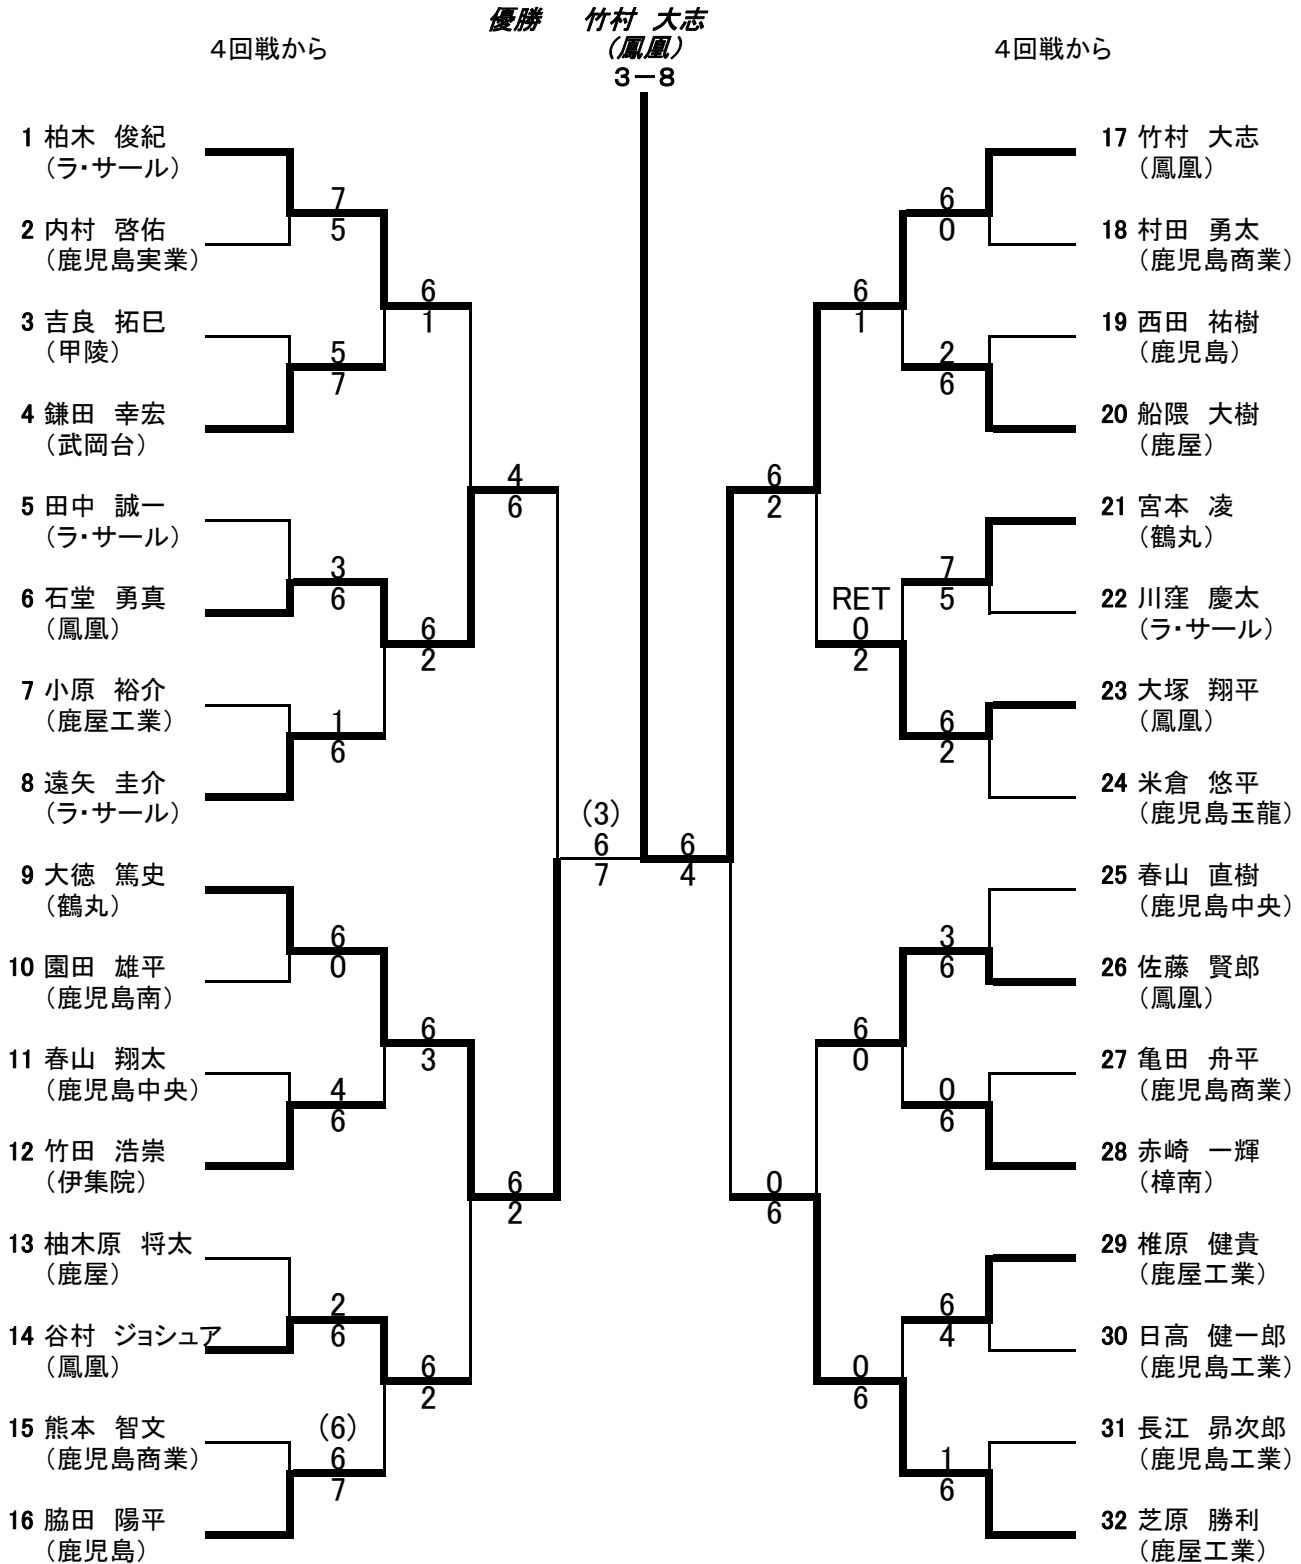 優勝　竹村　大志
（鳳凰）
３－８
４回戦から
1 柏木　俊紀
（ラ・サール）
7
5
2 内村　啓佑
（鹿児島実業）
6
1
3 吉良　拓巳
（甲陵）
5
7
4 鎌田　幸宏
（武岡台）
4
6
5 田中　誠一
（ラ・サール）
3
6
6 石堂　勇真
（鳳凰）
6
2
7 小原　裕介
（鹿屋工業）
1
6
8 遠矢　圭介
（ラ・サール）
(3)
6
7
9 大徳　篤史
（鶴丸）
6
0
10 園田　雄平
（鹿児島南）
6
3
11 春山　翔太
（鹿児島中央）
4
6
12 竹田　浩崇
（伊集院）
6
2
13 柚木原　将太
（鹿屋）
2
6
14 谷村　ジョシュア
（鳳凰）
6
2
15 熊本　智文
（鹿児島商業）
(6)
6
7
16 脇田　陽平
（鹿児島）
４回戦から
17 竹村　大志
（鳳凰）
6
0
18 村田　勇太
（鹿児島商業）
6
1
19 西田　祐樹
（鹿児島）
2
6
20 船隈　大樹
（鹿屋）
6
2
21 宮本　凌
（鶴丸）
7
5
22 川窪　慶太
（ラ・サール）
RET
0
2
23 大塚　翔平
（鳳凰）
6
2
24 米倉　悠平
（鹿児島玉龍）
6
4
25 春山　直樹
（鹿児島中央）
3
6
26 佐藤　賢郎
（鳳凰）
6
0
27 亀田　舟平
（鹿児島商業）
0
6
28 赤崎　一輝
（樟南）
0
6
29 椎原　健貴
（鹿屋工業）
6
4
30 日高　健一郎
（鹿児島工業）
0
6
31 長江　昴次郎
（鹿児島工業）
1
6
32 芝原　勝利
（鹿屋工業）